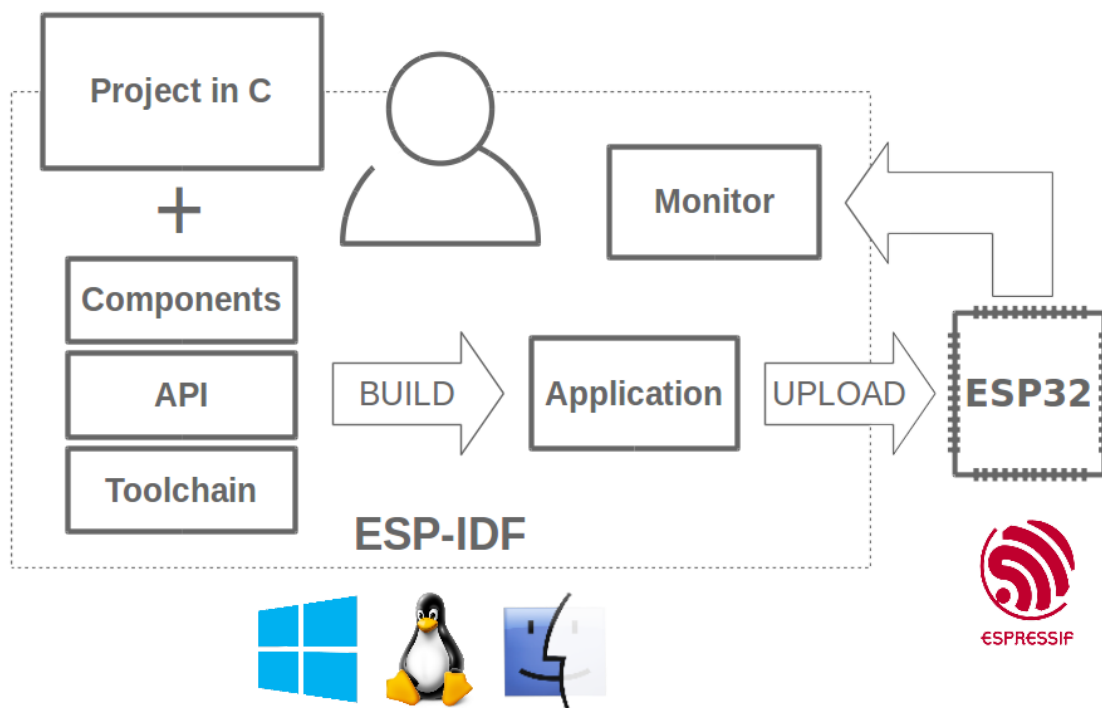 Project in C
+
Monitor
Components
API
Toolchain
BUILD
Application
UPLOAD
ESP32
ESP-IDF
ESPRESSIF